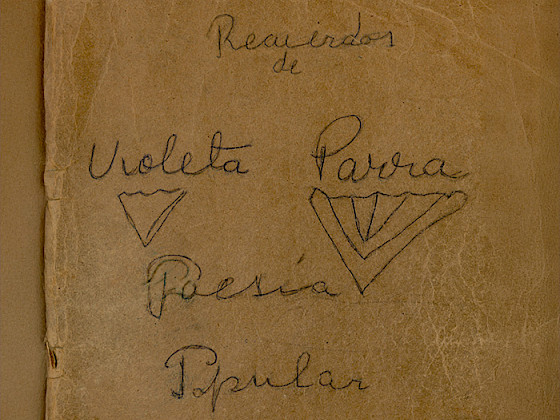 Recuerdos
de
Violeta Parra
Poesía
Popular